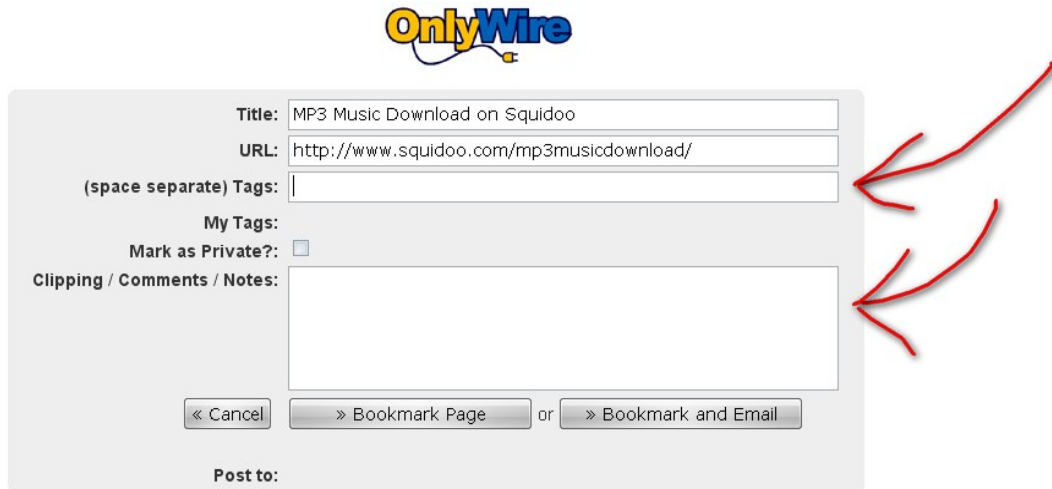 OnlyWire
Title: MP3 Music Download on Squidoo
URL: http://www.squidoo.com/mp3musicdownload/
(space separate) Tags:
My Tags:
Mark as Private?:
Clipping / Comments / Notes:
« Cancel » Bookmark Page or » Bookmark and Email
Post to: